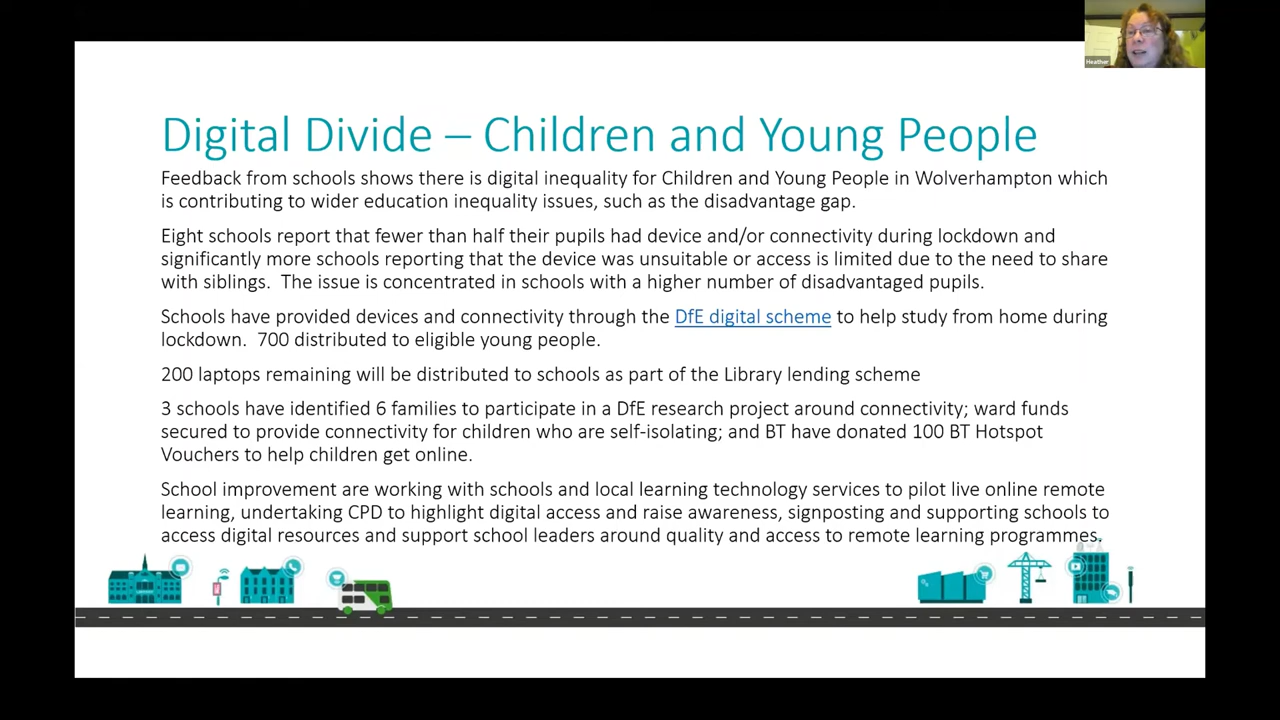 Heather
Digital Divide – Children and Young People
Feedback from schools shows there is digital inequality for Children and Young People in Wolverhampton which
is contributing to wider education inequality issues, such as the disadvantage gap.
Eight schools report that fewer than half their pupils had device and/or connectivity during lockdown and
significantly more schools reporting that the device was unsuitable or access is limited due to the need to share
with siblings.  The issue is concentrated in schools with a higher number of disadvantaged pupils.
Schools have provided devices and connectivity through the DfE digital scheme to help study from home during
lockdown.  700 distributed to eligible young people.
200 laptops remaining will be distributed to schools as part of the Library lending scheme
3 schools have identified 6 families to participate in a DfE research project around connectivity; ward funds
secured to provide connectivity for children who are self-isolating; and BT have donated 100 BT Hotspot
Vouchers to help children get online.
School improvement are working with schools and local learning technology services to pilot live online remote
learning, undertaking CPD to highlight digital access and raise awareness, signposting and supporting schools to
access digital resources and support school leaders around quality and access to remote learning programmes.